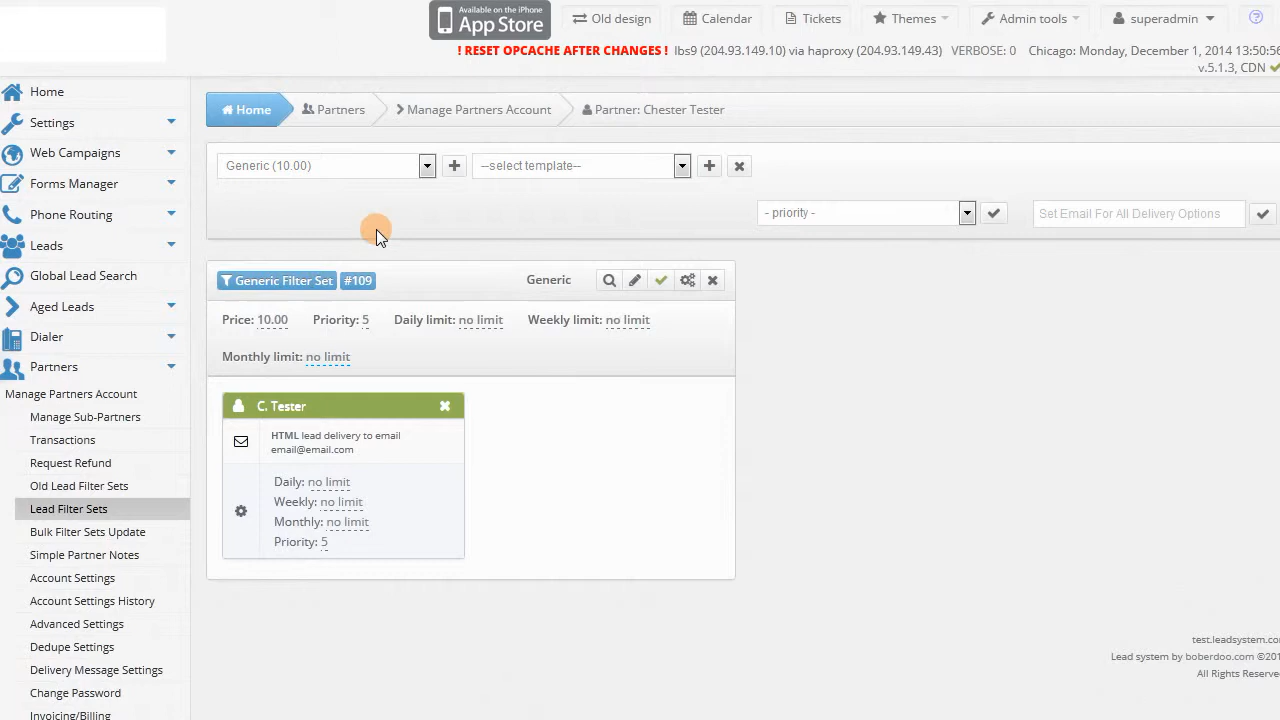 Available on the iPhone
App Store
Old design
Calendar
Tickets
Themes
Admin tools
superadmin
! RESET OPCACHE AFTER CHANGES ! lbs9 (204.93.149.10) via haproxy (204.93.149.43) VERBOSE: 0 Chicago: Monday, December 1, 2014 13:50:56
v.5.1.3, CDN
Home
Settings
Web Campaigns
Forms Manager
Phone Routing
Leads
Global Lead Search
Aged Leads
Dialer
Partners
Manage Partners Account
Manage Sub-Partners
Transactions
Request Refund
Old Lead Filter Sets
Lead Filter Sets
Bulk Filter Sets Update
Simple Partner Notes
Account Settings
Account Settings History
Advanced Settings
Dedupe Settings
Delivery Message Settings
Change Password
Invoicing/Billing
Home
Partners
Manage Partners Account
Partner: Chester Tester
Generic (10.00)
--select template--
- priority -
Set Email For All Delivery Options
Generic Filter Set #109
Generic
Price: 10.00 Priority: 5 Daily limit: no limit Weekly limit: no limit
Monthly limit: no limit
C. Tester
HTML lead delivery to email
email@email.com
Daily: no limit
Weekly: no limit
Monthly: no limit
Priority: 5
test.leadsystem.co
Lead system by boberdoo.com ©201
All Rights Reserve